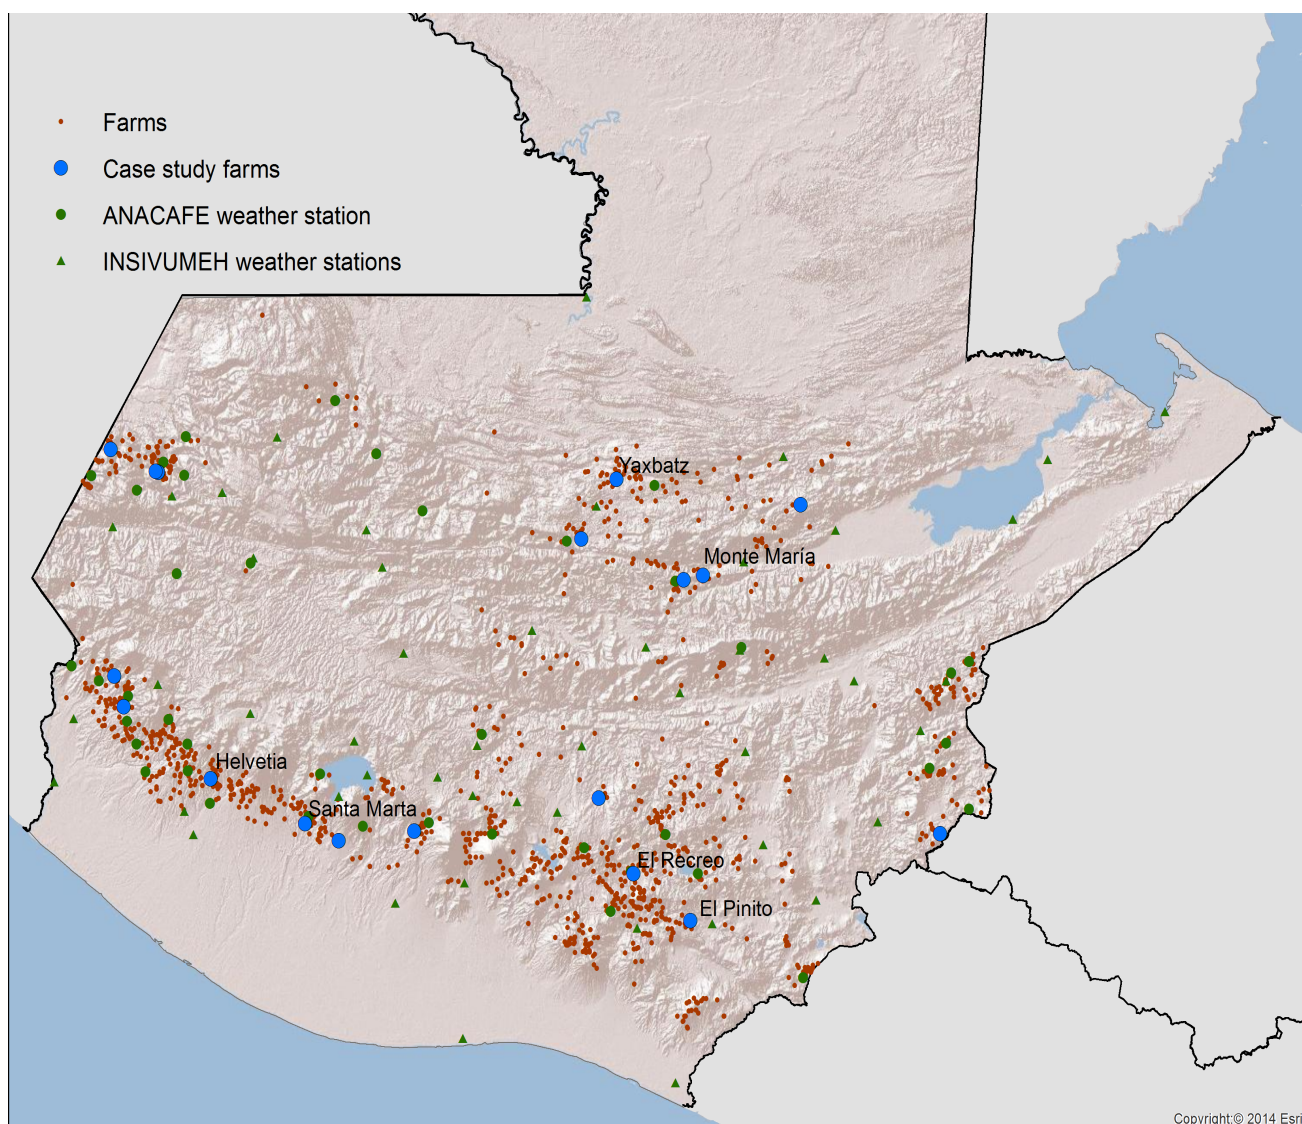 Farms
Case study farms
ANACAFE weather station
INSIVUMEH weather stations
Yaxbatz
Monte María
Helvetia
Santa Marta
El Recreo
El Pinito
Copyright:© 2014 Esri